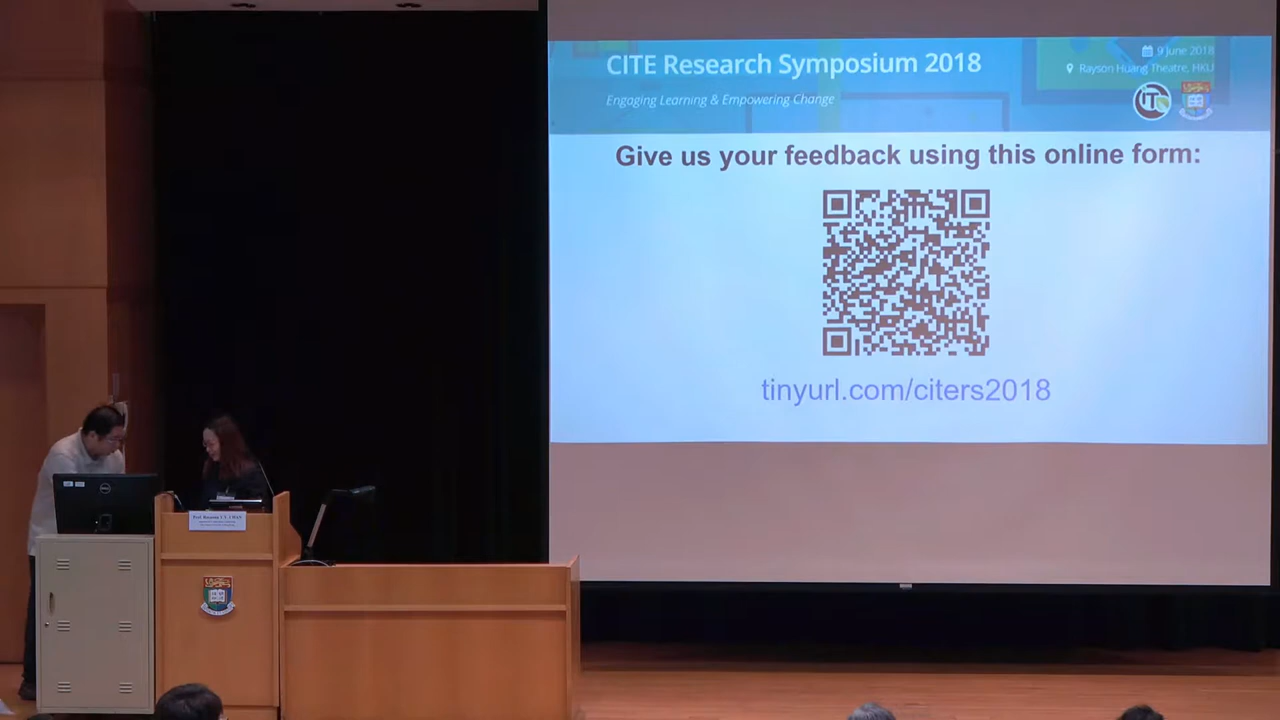 CITE Research Symposium 2018
Engaging Learning & Empowering Change
9 June 2018
Rayson Huang Theatre, HKU
Give us your feedback using this online form:
tinyurl.com/citers2018
DELL